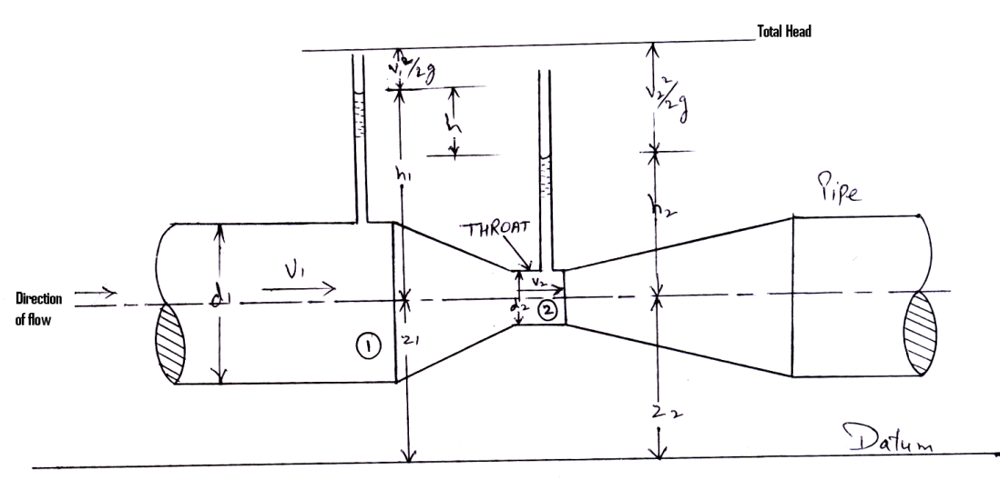 Total Head
V₁²/2g
V₂²/2g
h
h₁
h₂
Pipe
THROAT
V₁
V₂
Direction
of flow
d₁
d₂
②
①
z₁
z₂
Datum